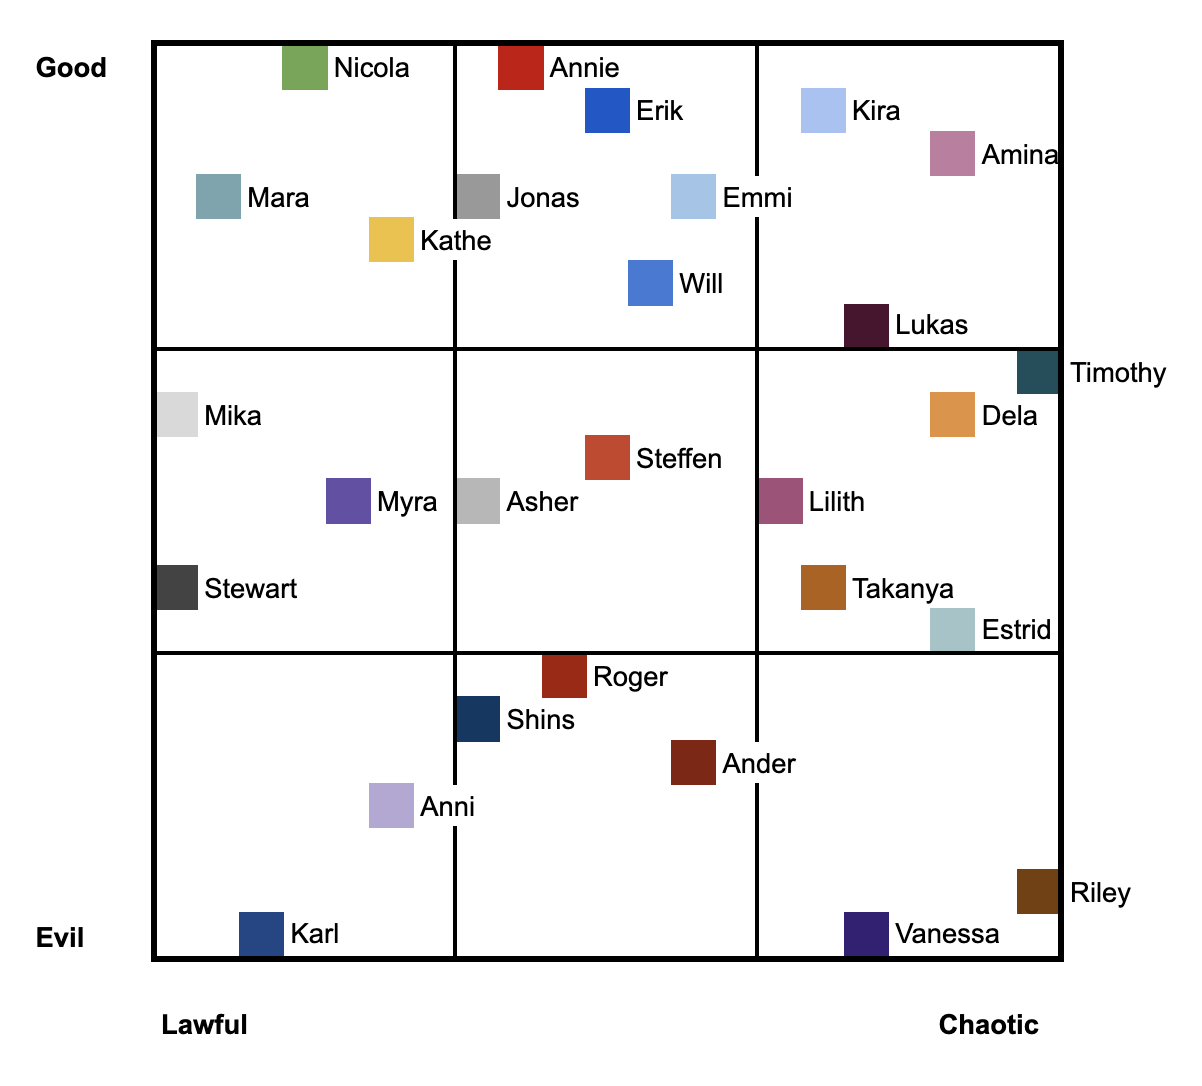 Good
Nicola
Annie
Erik
Kira
Amina
Mara
Jonas
Emmi
Kathe
Will
Lukas
Timothy
Mika
Dela
Steffen
Myra
Asher
Lilith
Stewart
Takanya
Estrid
Roger
Shins
Ander
Anni
Riley
Evil
Karl
Vanessa
Lawful
Chaotic